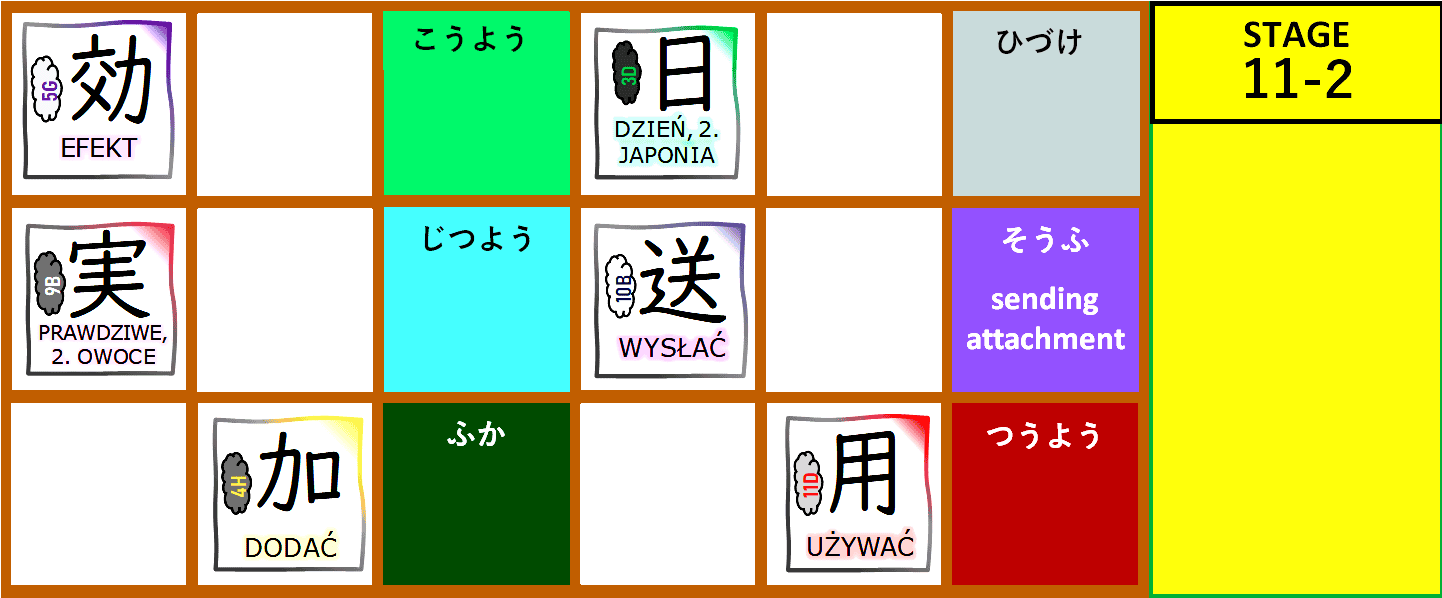 5G
効
EFEKT
こうよう
3D
日
DZIEŃ, 2.
JAPONIA
ひづけ
STAGE
11-2
9B
実
PRAWDZIWE,
2. OWOCE
じつよう
10B
送
WYSŁAĆ
そうふ
sending
attachment
4H
加
DODAĆ
ふか
11D
用
UŻYWAĆ
つうよう